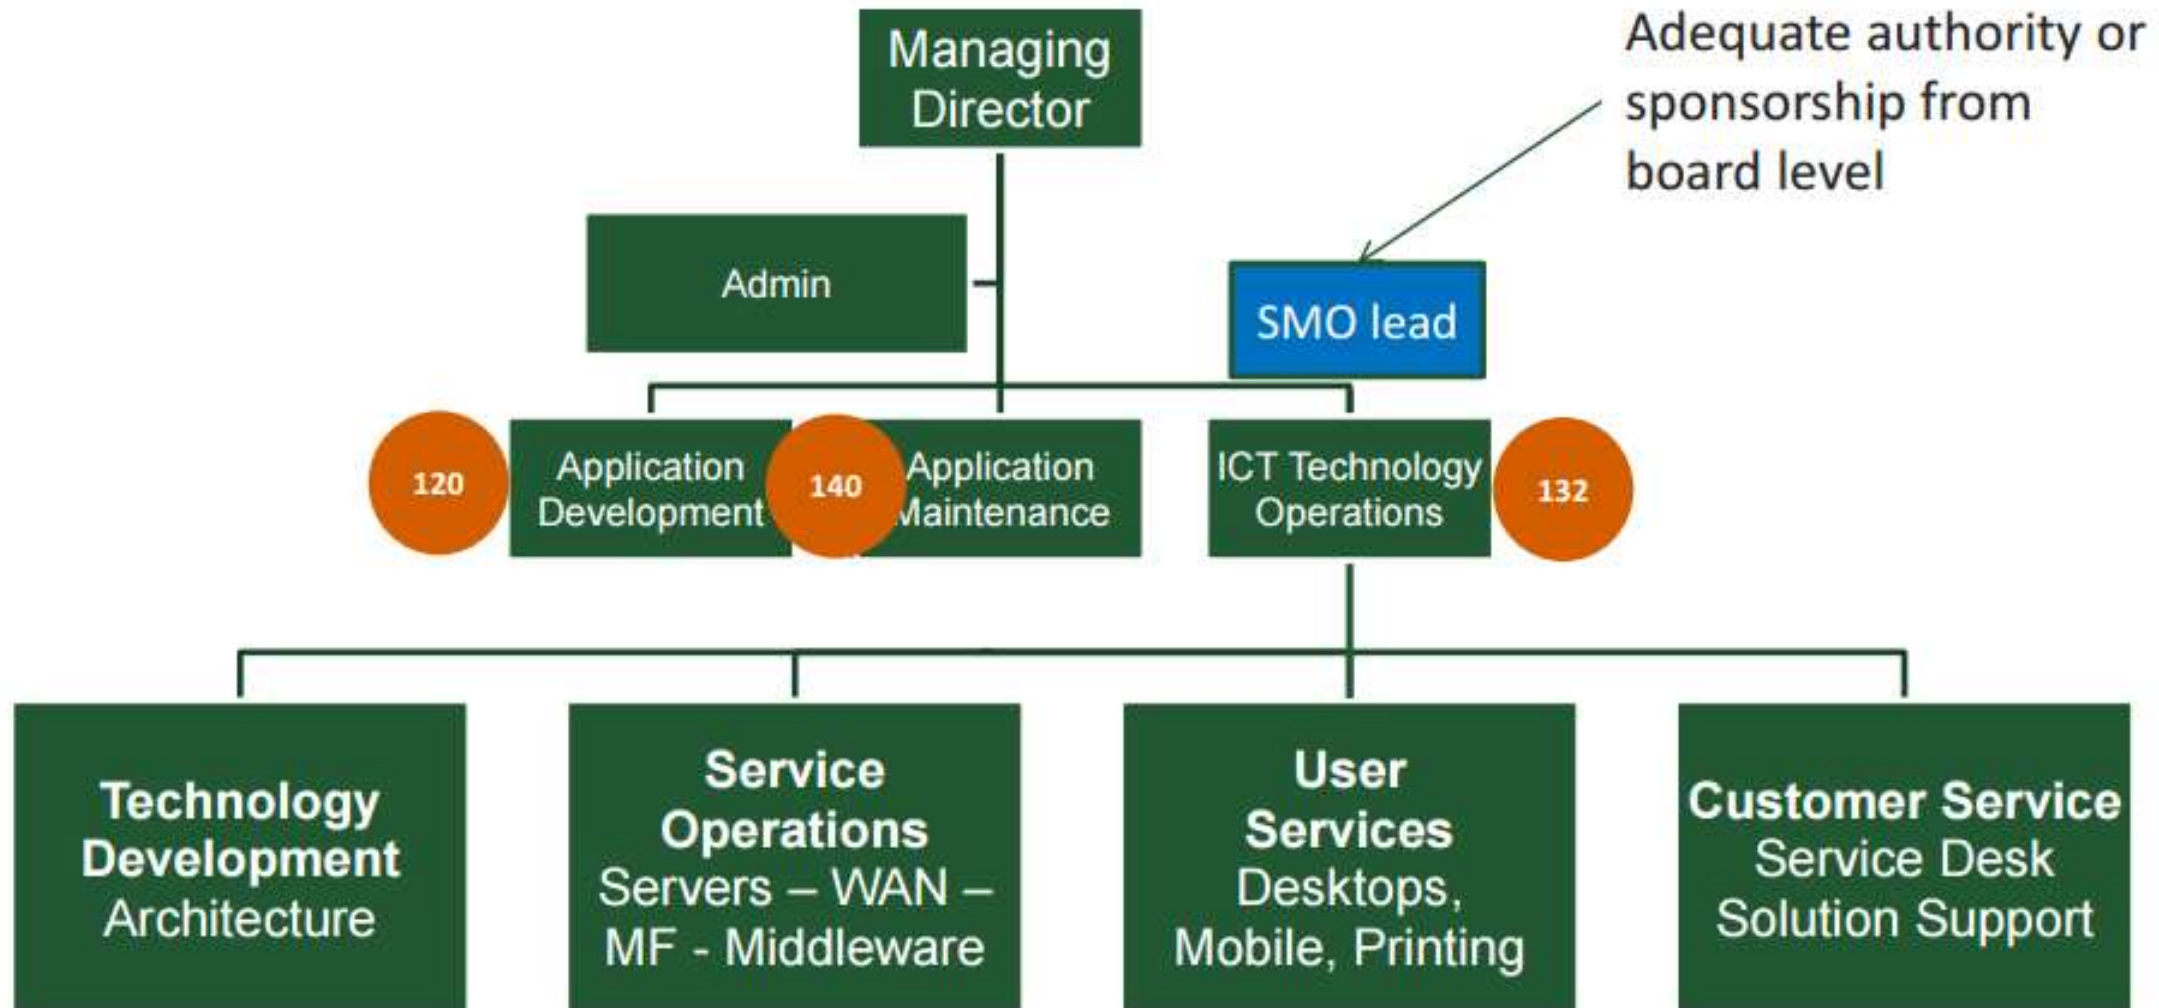 Managing
Director
Adequate authority or
sponsorship from
board level
Admin
SMO lead
120
Application
Development
140
Application
Maintenance
ICT Technology
Operations
132
Technology
Development
Architecture
Service
Operations
Servers – WAN –
MF - Middleware
User
Services
Desktops,
Mobile, Printing
Customer Service
Service Desk
Solution Support